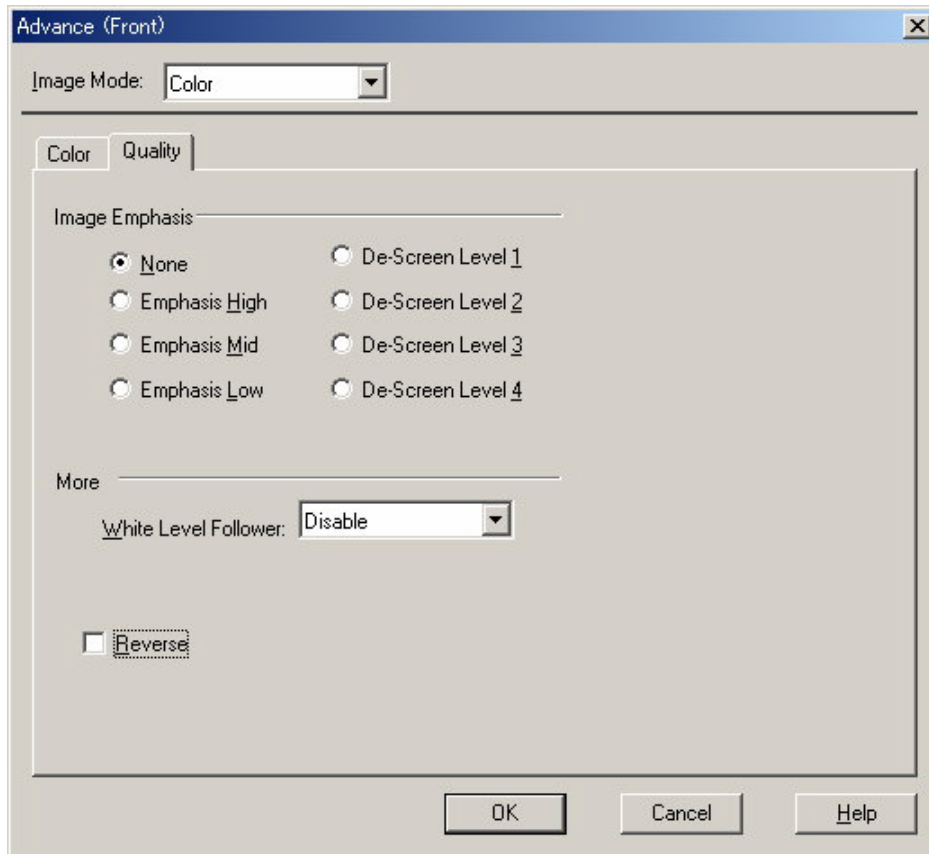 Advance (Front)
Image Mode: Color
Color Quality
Image Emphasis
None De-Screen Level 1
Emphasis High De-Screen Level 2
Emphasis Mid De-Screen Level 3
Emphasis Low De-Screen Level 4
More
White Level Follower: Disable
Reverse
OK Cancel Help